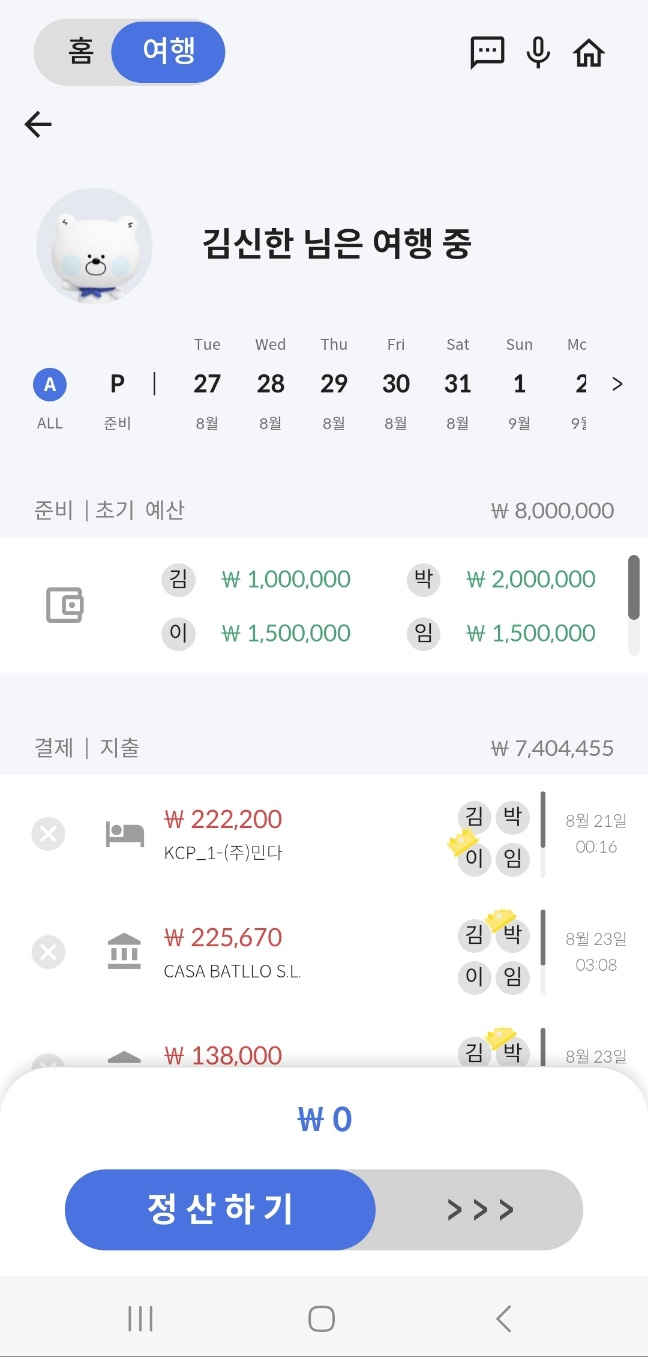 홈 여행
김신한 님은 여행 중
Tue Wed Thu Fri Sat Sun Mo
A P | 27 28 29 30 31 1 2 >
ALL 준비 8월 8월 8월 8월 8월 9월 9월
준비 | 초기 예산 ₩ 8,000,000
김 ₩ 1,000,000 박 ₩ 2,000,000
이 ₩ 1,500,000 임 ₩ 1,500,000
결제 | 지출 ₩ 7,404,455
₩ 222,200 김 박 8월 21일
KCP_1-(주)민다 이 임 00:16
₩ 225,670 김 박 8월 23일
CASA BATLLO S.L. 이 임 03:08
₩ 138,000 김 박 8월 23일
₩ 0
정산하기 >>>